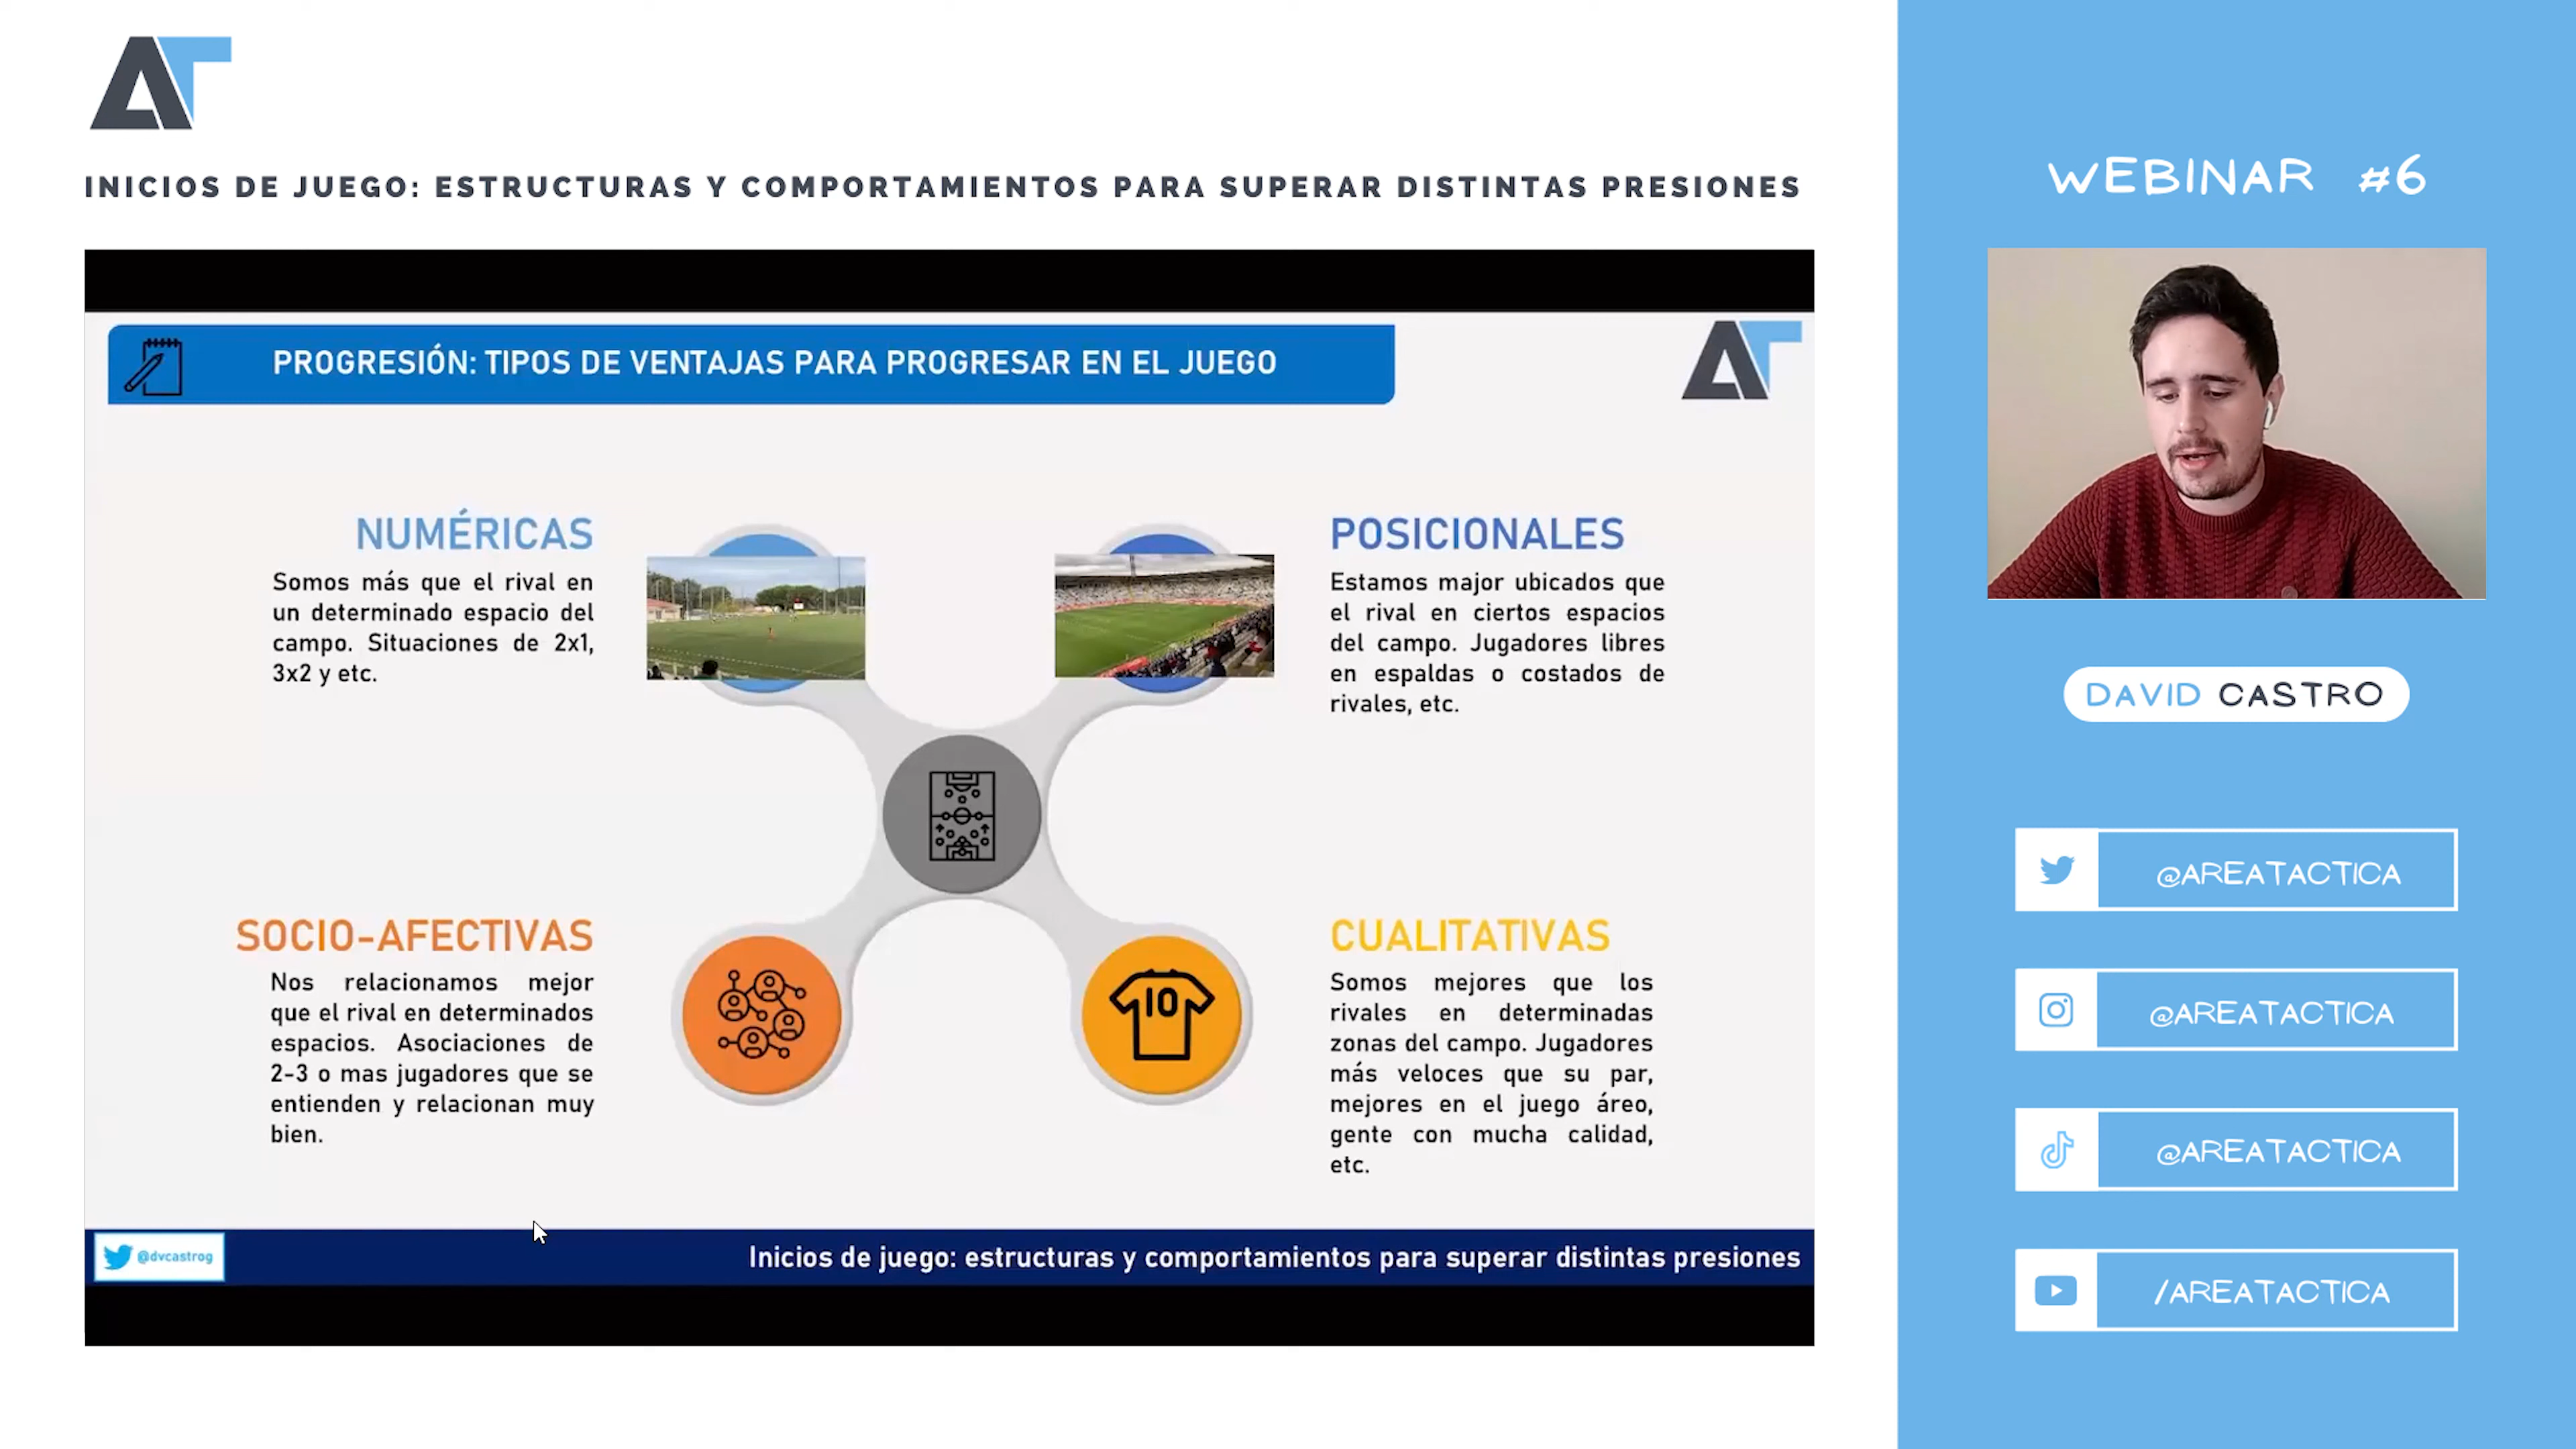 AT
INICIOS DE JUEGO: ESTRUCTURAS Y COMPORTAMIENTOS PARA SUPERAR DISTINTAS PRESIONES
PROGRESIÓN: TIPOS DE VENTAJAS PARA PROGRESAR EN EL JUEGO
AT
NUMÉRICAS
Somos más que el rival en
un determinado espacio del
campo. Situaciones de 2x1,
3x2 y etc.
POSICIONALES
Estamos major ubicados que
el rival en ciertos espacios
del campo. Jugadores libres
en espaldas o costados de
rivales, etc.
SOCIO-AFECTIVAS
Nos relacionamos mejor
que el rival en determinados
espacios. Asociaciones de
2-3 o mas jugadores que se
entienden y relacionan muy
bien.
10
CUALITATIVAS
Somos mejores que los
rivales en determinadas
zonas del campo. Jugadores
más veloces que su par,
mejores en el juego áreo,
gente con mucha calidad,
etc.
@dvcastrog
Inicios de juego: estructuras y comportamientos para superar distintas presiones
WEBINAR #6
DAVID CASTRO
@AREATACTICA
@AREATACTICA
@AREATACTICA
/AREATACTICA